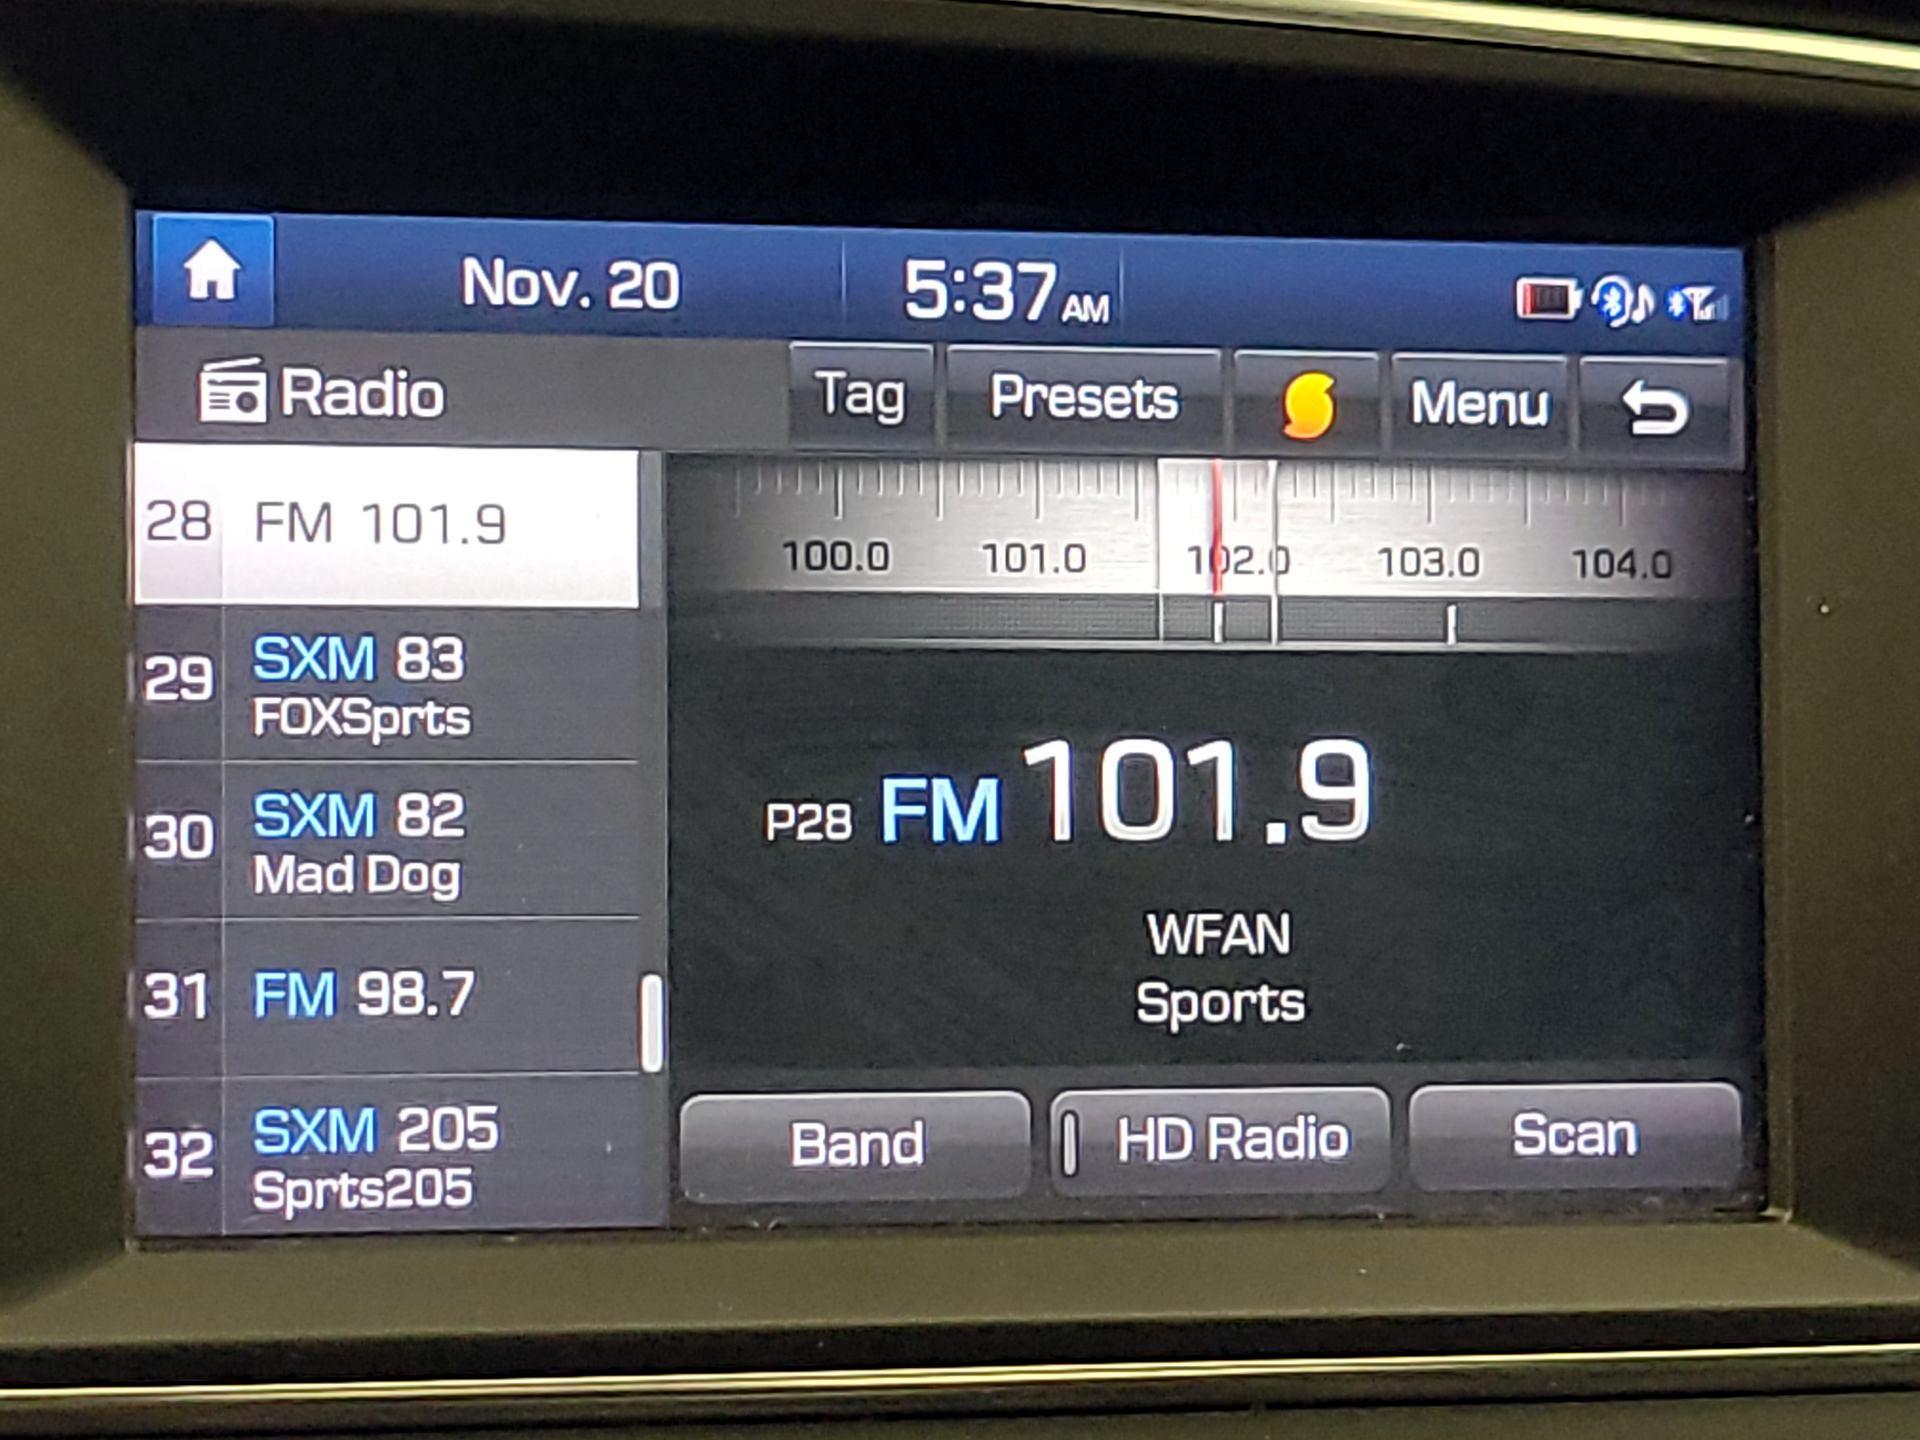 Nov. 20
5:37 AM
Radio
Tag
Presets
Menu
28 FM 101.9
29 SXM 83
FOXSprts
30 SXM 82
Mad Dog
31 FM 98.7
32 SXM 205
Sprts205
100.0 101.0 102.0 103.0 104.0
P28 FM 101.9
WFAN
Sports
Band
HD Radio
Scan